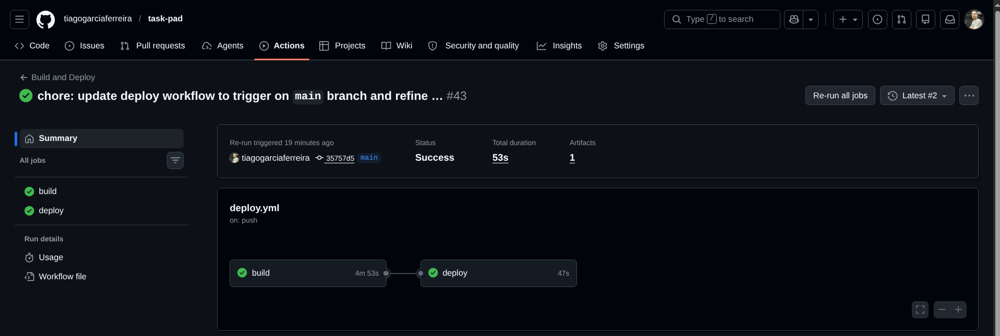 tiagogarciaferreira / task-pad
Type / to search
Code
Issues
Pull requests
Agents
Actions
Projects
Wiki
Security and quality
Insights
Settings
Build and Deploy
chore: update deploy workflow to trigger on main branch and refine … #43
Re-run all jobs
Latest #2
Summary
All jobs
build
deploy
Run details
Usage
Workflow file
Re-run triggered 19 minutes ago
tiagogarciaferreira 35757d5 main
Status
Success
Total duration
53s
Artifacts
1
deploy.yml
on: push
build 4m 53s
deploy 47s